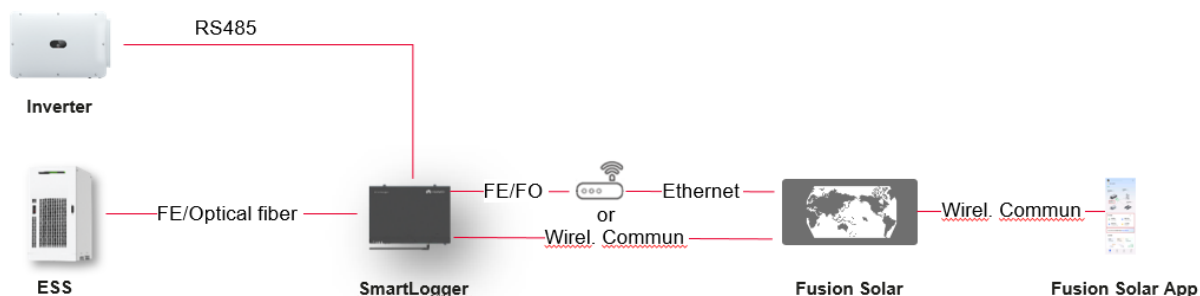 RS485
Inverter
FE/Optical fiber
FE/FO
Ethernet
or
Wirel. Commun
Wirel. Commun
ESS
SmartLogger
Fusion Solar
Fusion Solar App